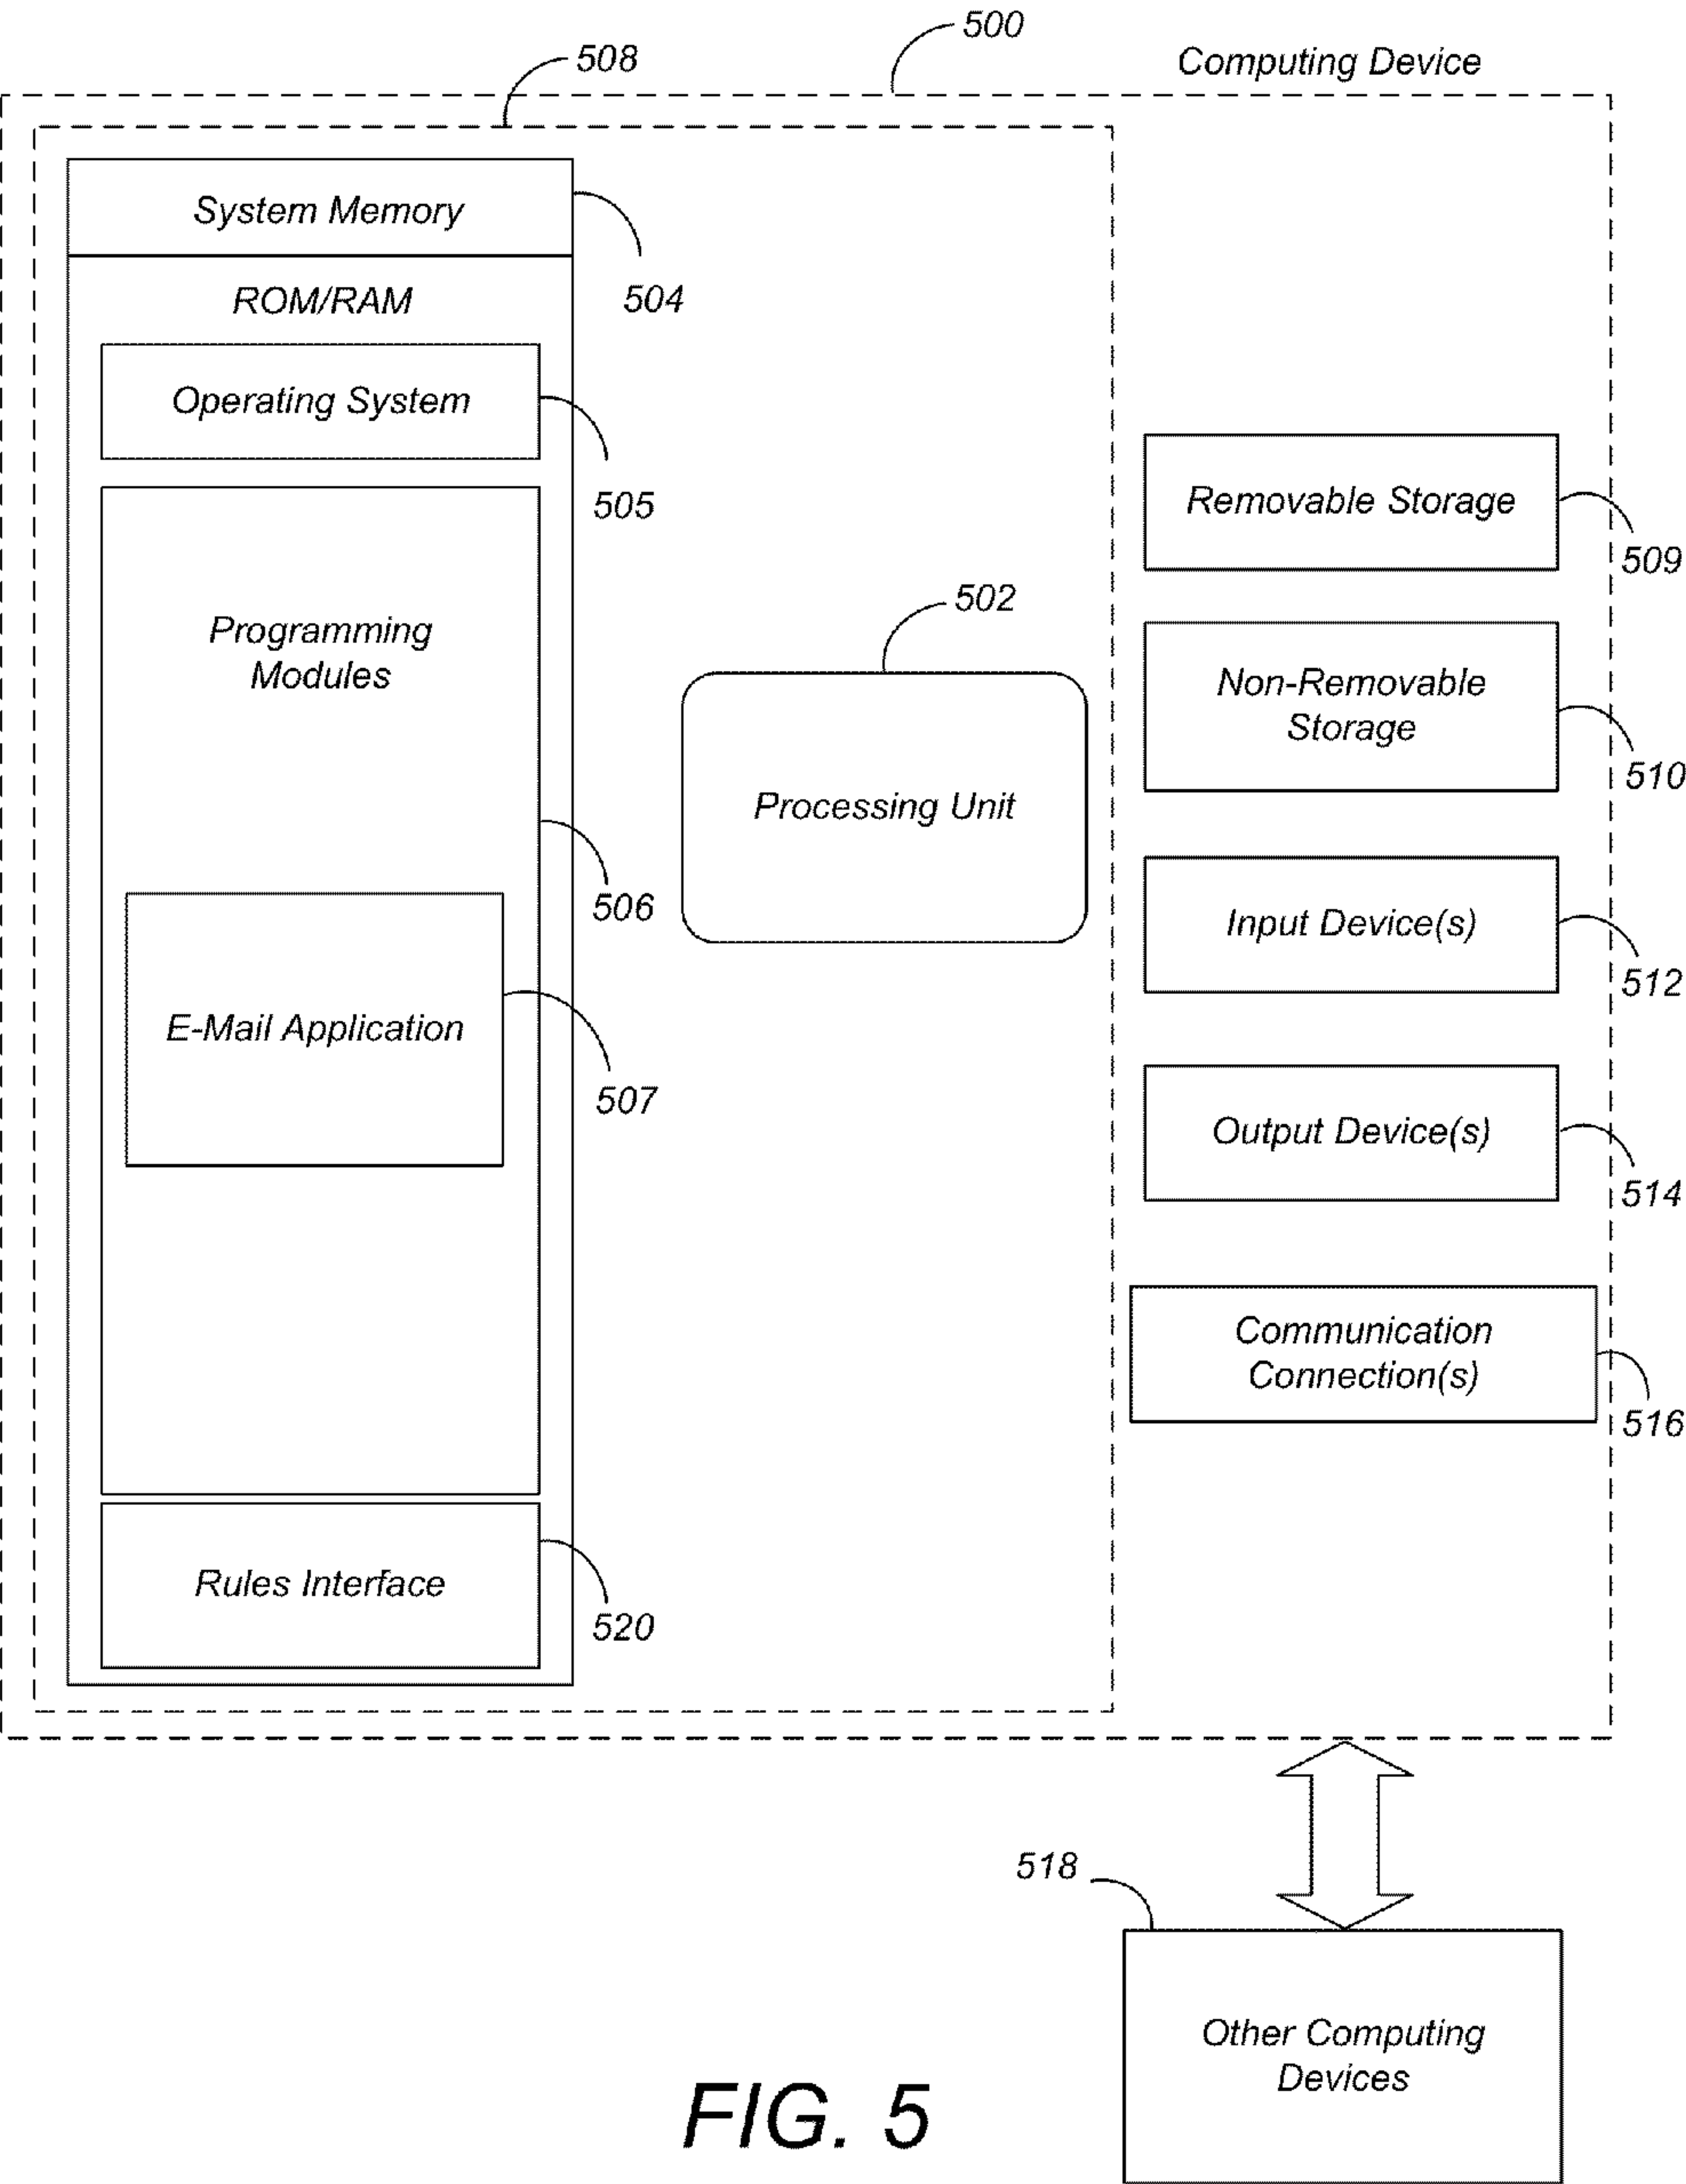 500
Computing Device
508
System Memory
504
ROM/RAM
Operating System
505
Programming
Modules
506
E-Mail Application
507
Rules Interface
520
502
Processing Unit
Removable Storage
509
Non-Removable
Storage
510
Input Device(s)
512
Output Device(s)
514
Communication
Connection(s)
516
518
Other Computing
Devices
FIG. 5